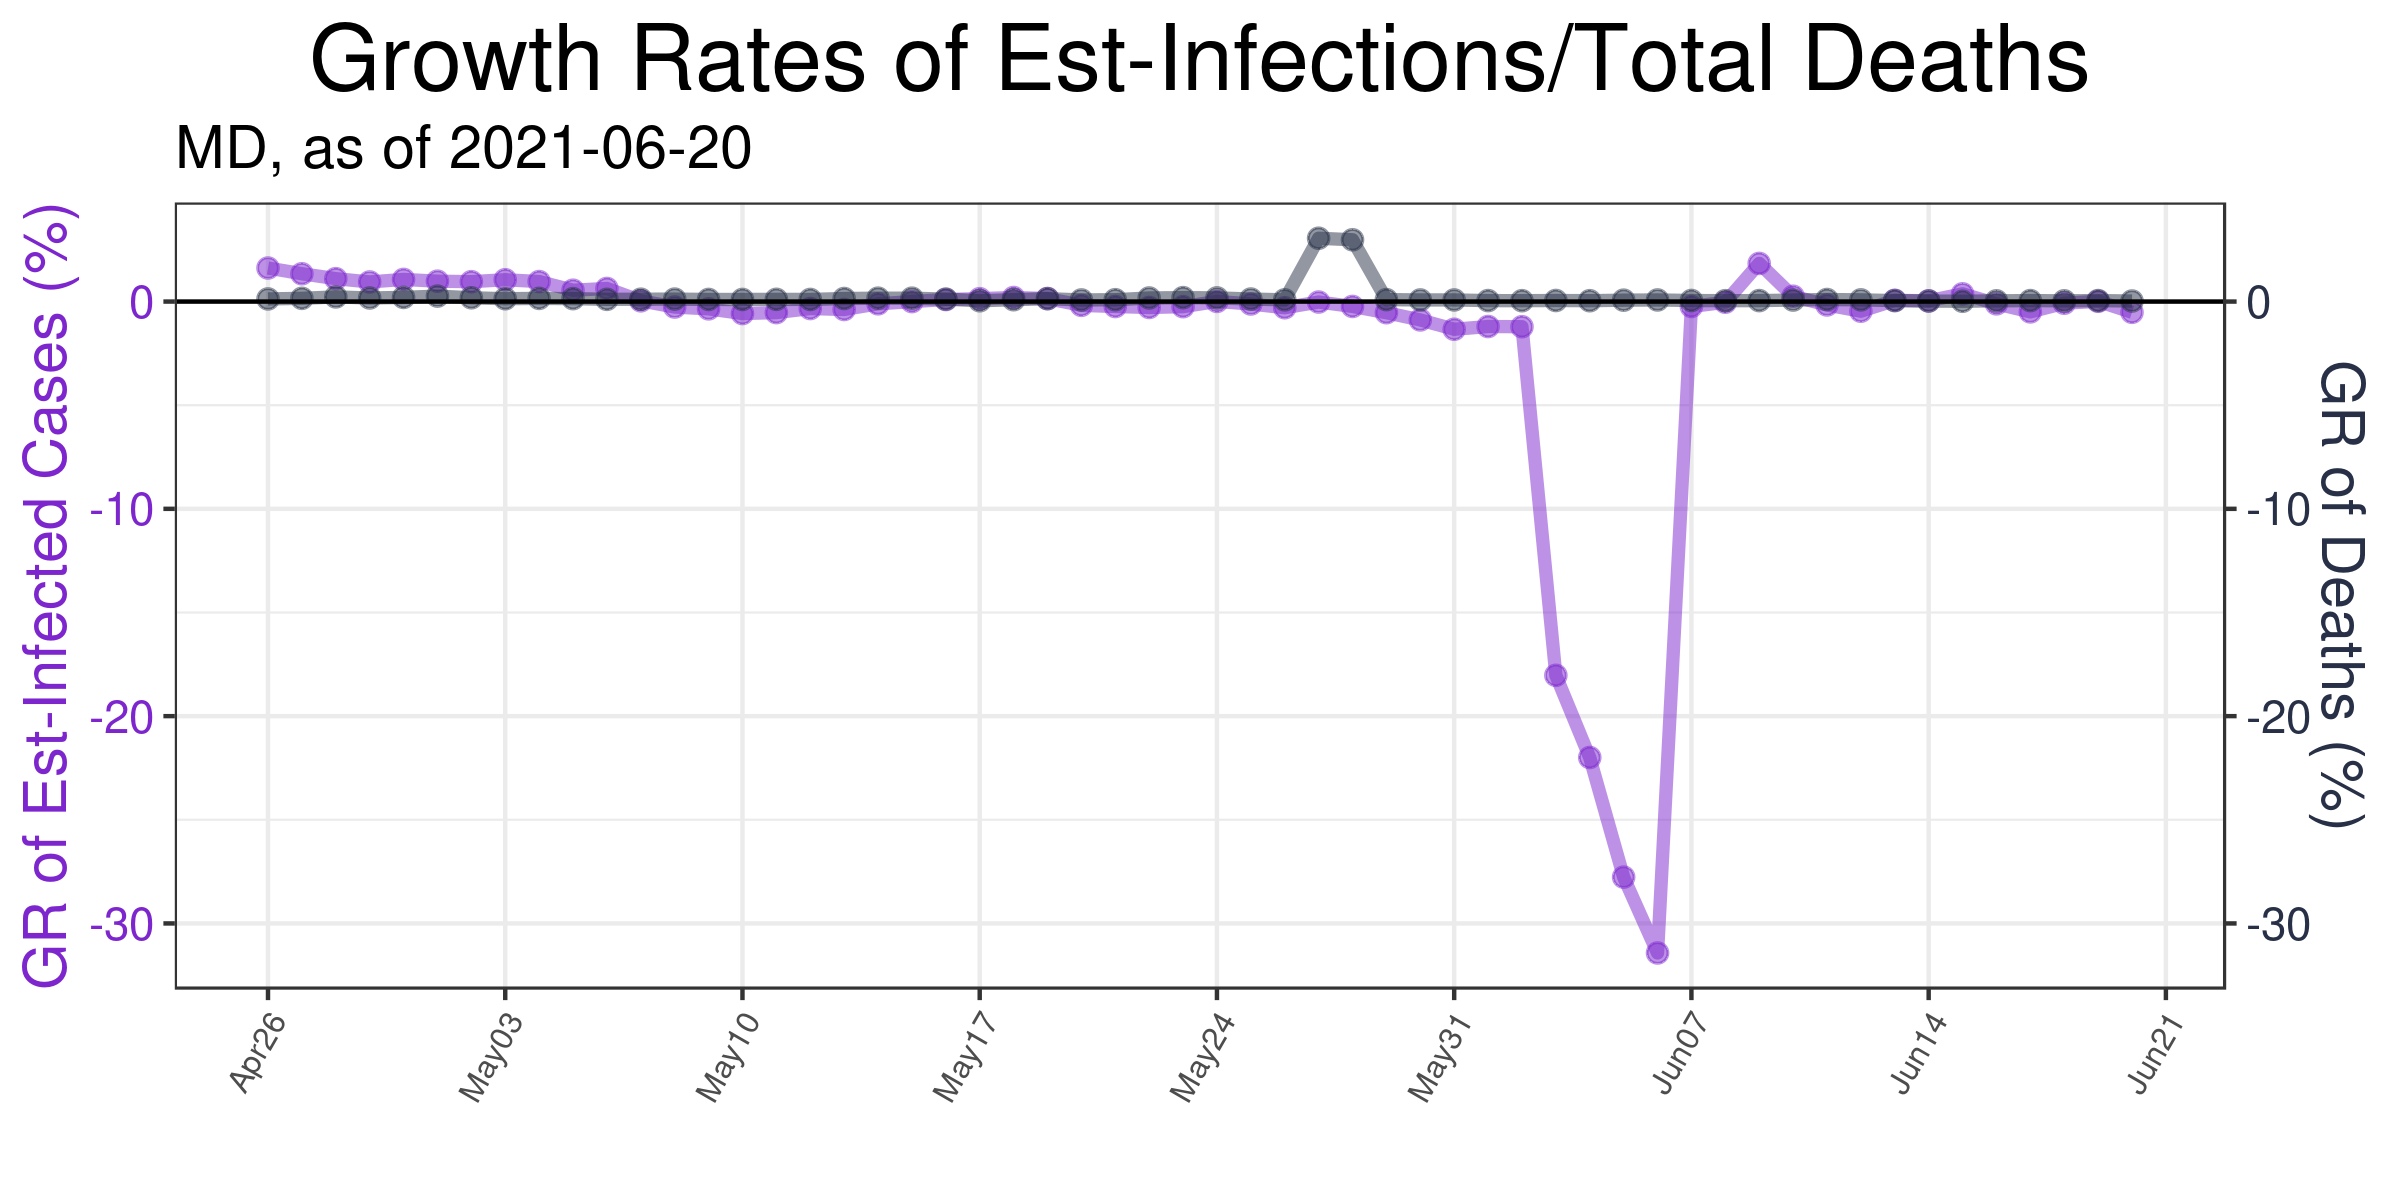 Growth Rates of Est-Infections/Total Deaths
MD, as of 2021-06-20
GR of Est-Infected Cases (%)
0
-10
-20
-30
0
-10
-20
-30
GR of Deaths (%)
Apr26
May03
May10
May17
May24
May31
Jun07
Jun14
Jun21